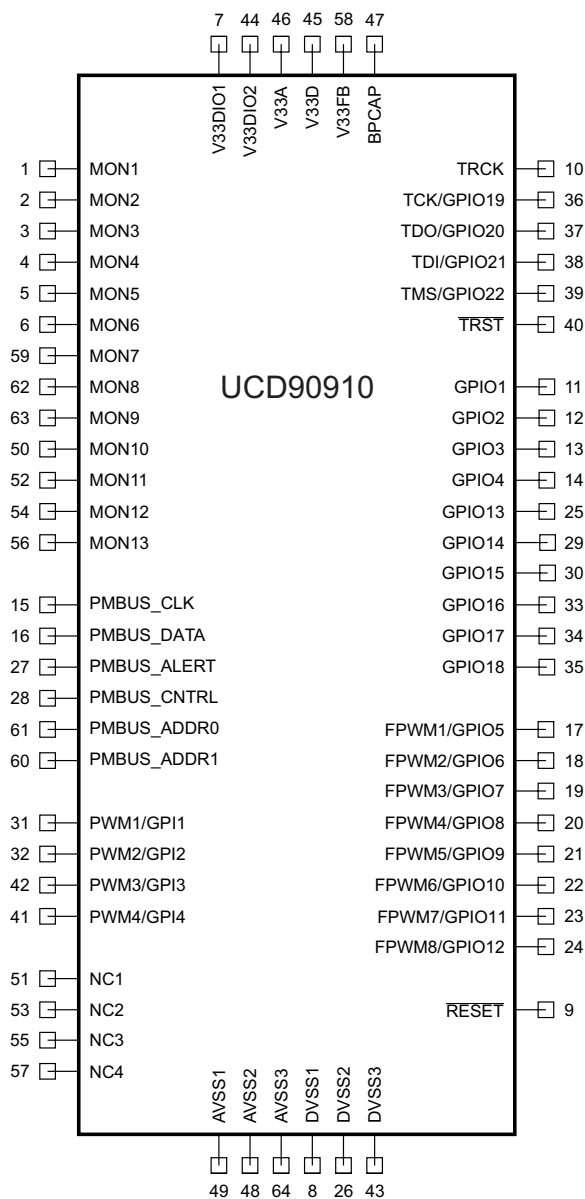 7 44 46 45 58 47
V33DIO1
V33DIO2
V33A
V33D
V33FB
BPCAP
1 MON1
2 MON2
3 MON3
4 MON4
5 MON5
6 MON6
59 MON7
62 MON8
63 MON9
50 MON10
52 MON11
54 MON12
56 MON13
15 PMBUS_CLK
16 PMBUS_DATA
27 PMBUS_ALERT
28 PMBUS_CNTRL
61 PMBUS_ADDR0
60 PMBUS_ADDR1
31 PWM1/GPI1
32 PWM2/GPI2
42 PWM3/GPI3
41 PWM4/GPI4
51 NC1
53 NC2
55 NC3
57 NC4
UCD90910
TRCK 10
TCK/GPIO19 36
TDO/GPIO20 37
TDI/GPIO21 38
TMS/GPIO22 39
TRST 40
GPIO1 11
GPIO2 12
GPIO3 13
GPIO4 14
GPIO13 25
GPIO14 29
GPIO15 30
GPIO16 33
GPIO17 34
GPIO18 35
FPWM1/GPIO5 17
FPWM2/GPIO6 18
FPWM3/GPIO7 19
FPWM4/GPIO8 20
FPWM5/GPIO9 21
FPWM6/GPIO10 22
FPWM7/GPIO11 23
FPWM8/GPIO12 24
RESET 9
AVSS1
AVSS2
AVSS3
DVSS1
DVSS2
DVSS3
49 48 64 8 26 43